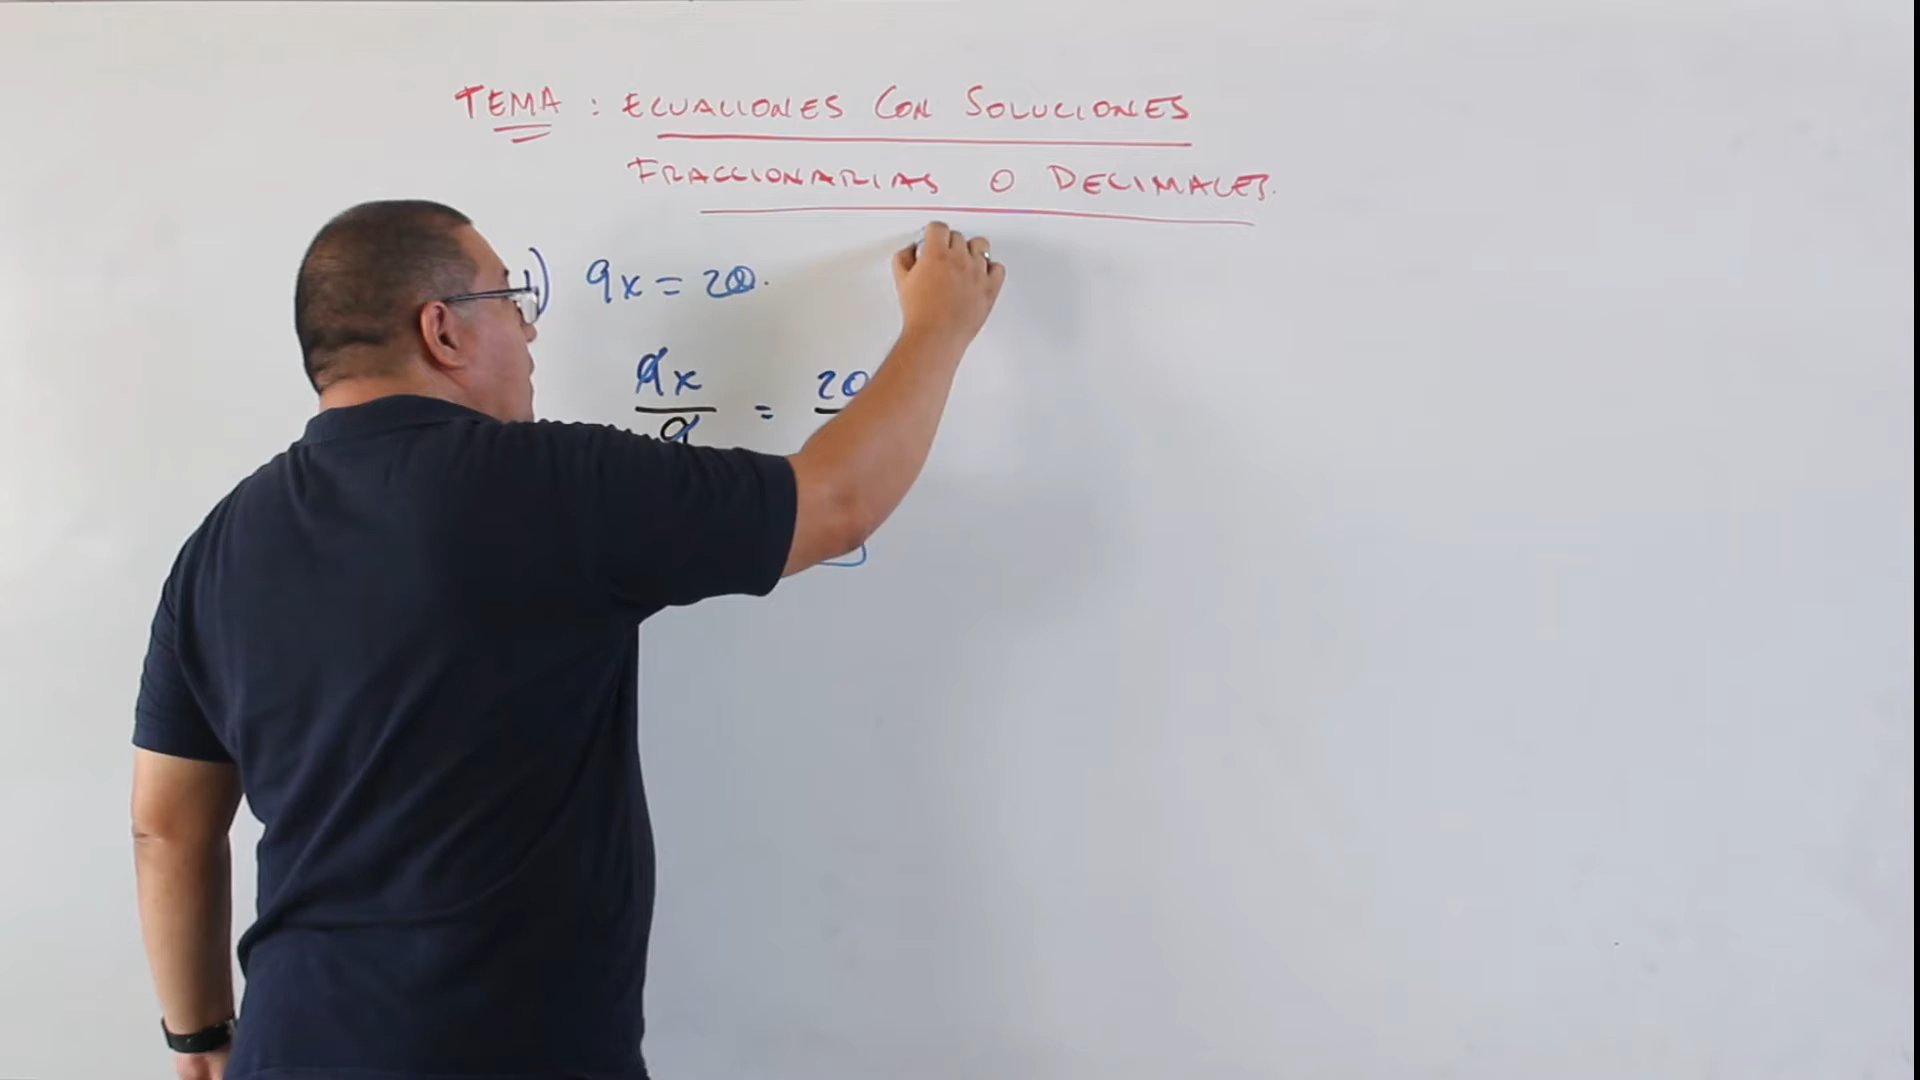 TEMA : ECUACIONES CON SOLUCIONES
FRACCIONARIAS O DECIMALES.
1) 9x = 20.
9x/9 = 20